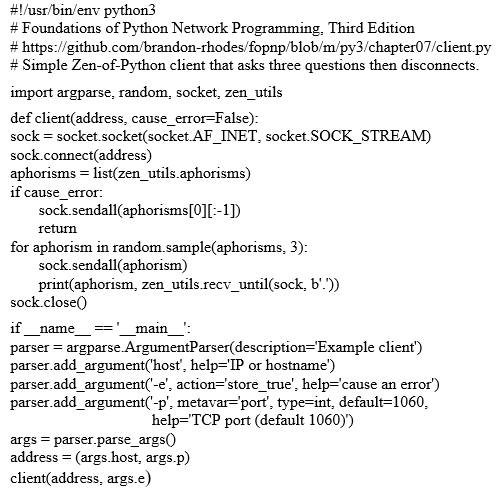 #!/usr/bin/env python3
# Foundations of Python Network Programming, Third Edition
# https://github.com/brandon-rhodes/fopnp/blob/m/py3/chapter07/client.py
# Simple Zen-of-Python client that asks three questions then disconnects.
import argparse, random, socket, zen_utils
def client(address, cause_error=False):
sock = socket.socket(socket.AF_INET, socket.SOCK_STREAM)
sock.connect(address)
aphorisms = list(zen_utils.aphorisms)
if cause_error:
sock.sendall(aphorisms[0][:-1])
return
for aphorism in random.sample(aphorisms, 3):
sock.sendall(aphorism)
print(aphorism, zen_utils.recv_until(sock, b'.'))
sock.close()
if __name__ == '__main__':
parser = argparse.ArgumentParser(description='Example client')
parser.add_argument('host', help='IP or hostname')
parser.add_argument('-e', action='store_true', help='cause an error')
parser.add_argument('-p', metavar='port', type=int, default=1060,
help='TCP port (default 1060)')
args = parser.parse_args()
address = (args.host, args.p)
client(address, args.e)